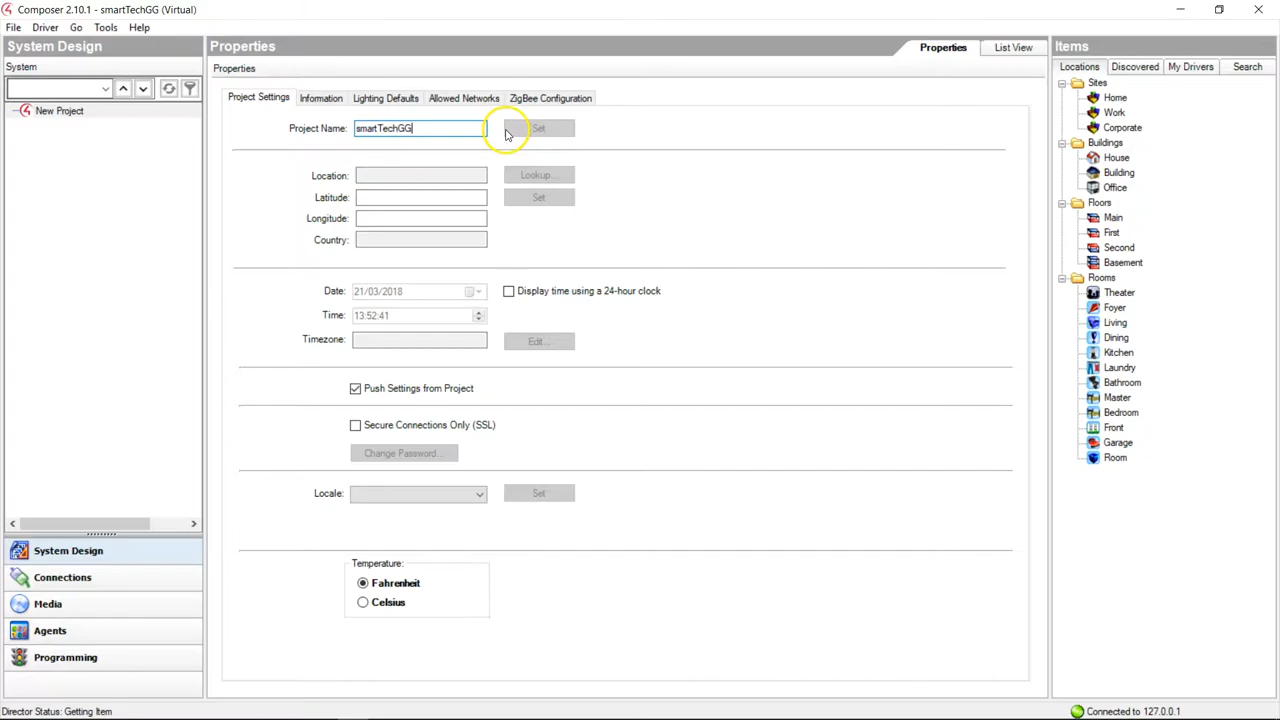 Composer 2.10.1 - smartTechGG (Virtual)
File Driver Go Tools Help
System Design
System
New Project
System Design
Connections
Media
Agents
Programming
Properties
Properties List View
Properties
Project Settings Information Lighting Defaults Allowed Networks ZigBee Configuration
Project Name: smartTechGG Set
Location: Lookup...
Latitude: Set
Longitude:
Country:
Date: 21/03/2018 Display time using a 24-hour clock
Time: 13:52:41
Timezone: Edit...
Push Settings from Project
Secure Connections Only (SSL)
Change Password...
Locale: Set
Temperature:
Fahrenheit
Celsius
Items
Locations Discovered My Drivers Search
Sites
Home
Work
Corporate
Buildings
House
Building
Office
Floors
Main
First
Second
Basement
Rooms
Theater
Foyer
Living
Dining
Kitchen
Laundry
Bathroom
Master
Bedroom
Front
Garage
Room
Director Status: Getting Item
Connected to 127.0.0.1